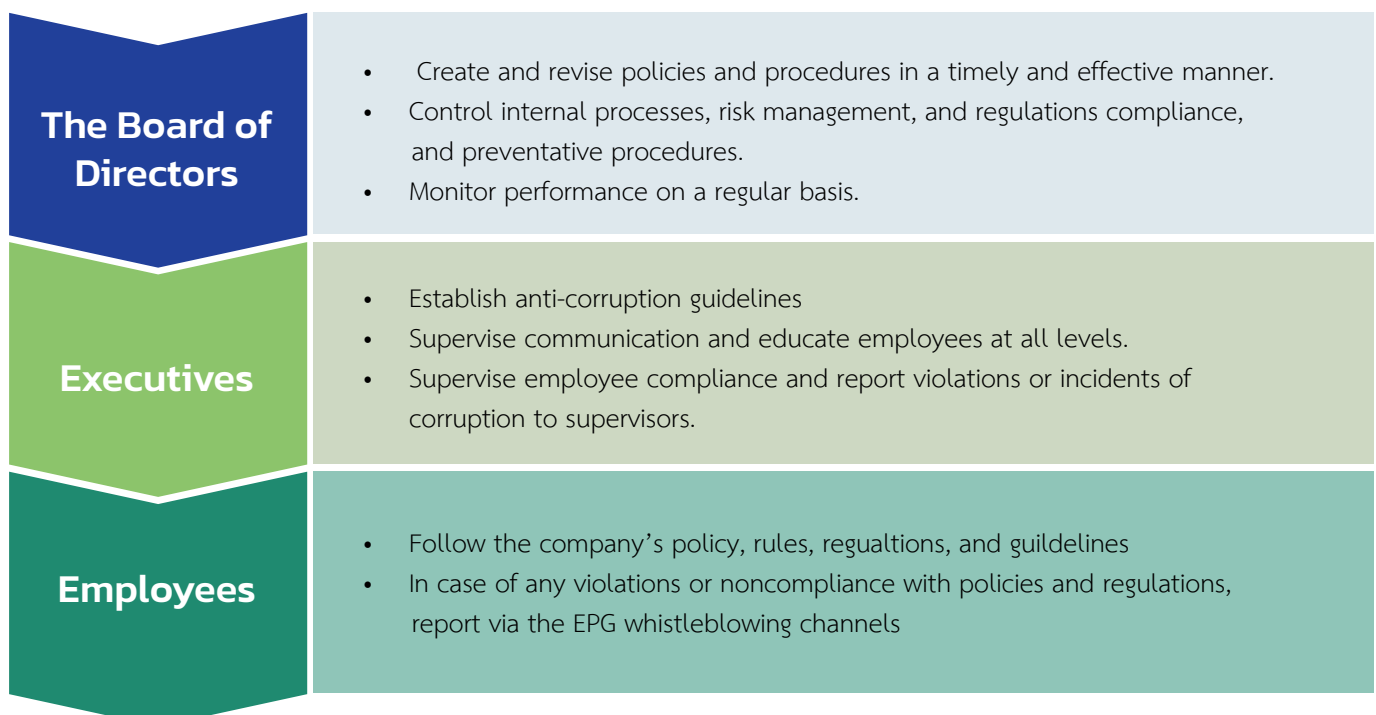 The Board of
Directors
• Create and revise policies and procedures in a timely and effective manner.
• Control internal processes, risk management, and regulations compliance,
and preventative procedures.
• Monitor performance on a regular basis.
Executives
• Establish anti-corruption guidelines
• Supervise communication and educate employees at all levels.
• Supervise employee compliance and report violations or incidents of
corruption to supervisors.
Employees
• Follow the company’s policy, rules, regualtions, and guildelines
• In case of any violations or noncompliance with policies and regulations,
report via the EPG whistleblowing channels